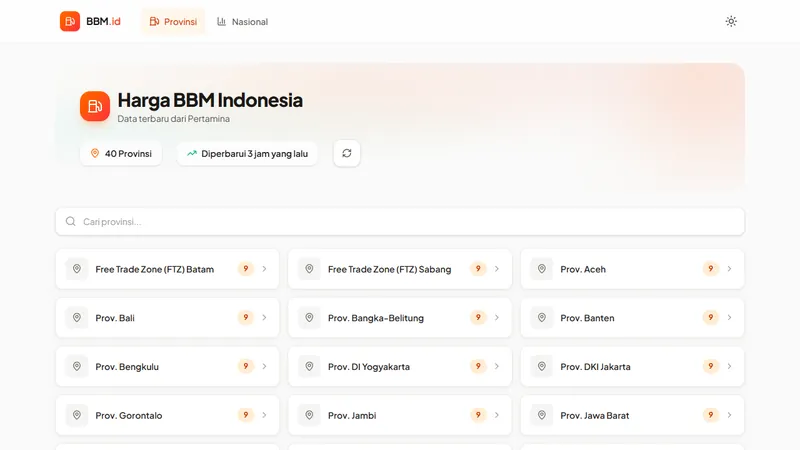 BBM.id
Provinsi
Nasional
Harga BBM Indonesia
Data terbaru dari Pertamina
40 Provinsi
Diperbarui 3 jam yang lalu
Cari provinsi...
Free Trade Zone (FTZ) Batam 9
Free Trade Zone (FTZ) Sabang 9
Prov. Aceh 9
Prov. Bali 9
Prov. Bangka-Belitung 9
Prov. Banten 9
Prov. Bengkulu 9
Prov. DI Yogyakarta 9
Prov. DKI Jakarta 9
Prov. Gorontalo 9
Prov. Jambi 9
Prov. Jawa Barat 9